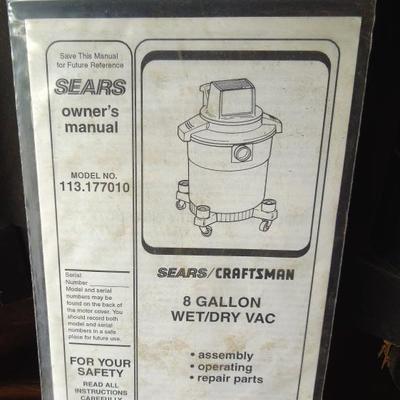 Save This Manual
for Future Reference
SEARS
owner's
manual
MODEL NO.
113.177010
Serial
Number
Model and serial
numbers may be
found on the back of
the motor cover. You
should record both
model and serial
numbers in a safe
place for future use.
FOR YOUR
SAFETY
READ ALL
INSTRUCTIONS
CAREFULLY
SEARS/CRAFTSMAN
8 GALLON
WET/DRY VAC
• assembly
• operating
• repair parts